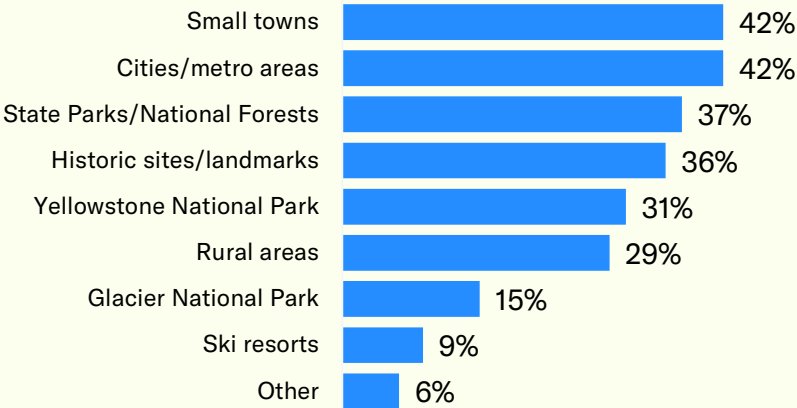 Small towns 42%
Cities/metro areas 42%
State Parks/National Forests 37%
Historic sites/landmarks 36%
Yellowstone National Park 31%
Rural areas 29%
Glacier National Park 15%
Ski resorts 9%
Other 6%